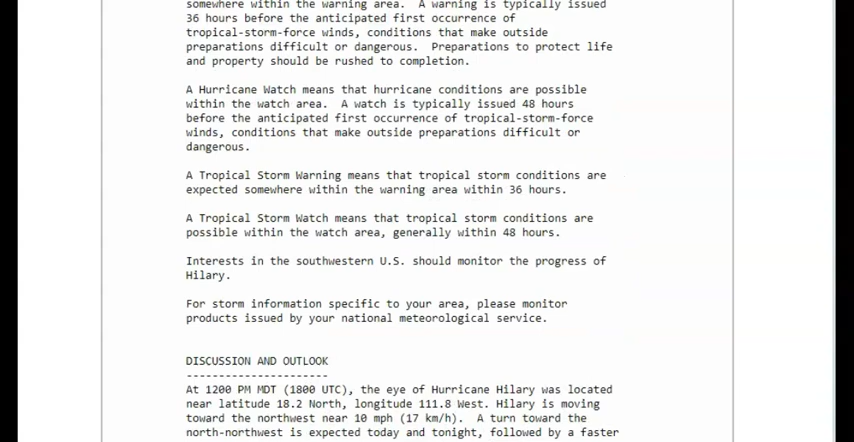 somewhere within the warning area.  A warning is typically issued
36 hours before the anticipated first occurrence of
tropical-storm-force winds, conditions that make outside
preparations difficult or dangerous.  Preparations to protect life
and property should be rushed to completion.
A Hurricane Watch means that hurricane conditions are possible
within the watch area.  A watch is typically issued 48 hours
before the anticipated first occurrence of tropical-storm-force
winds, conditions that make outside preparations difficult or
dangerous.
A Tropical Storm Warning means that tropical storm conditions are
expected somewhere within the warning area within 36 hours.
A Tropical Storm Watch means that tropical storm conditions are
possible within the watch area, generally within 48 hours.
Interests in the southwestern U.S. should monitor the progress of
Hilary.
For storm information specific to your area, please monitor
products issued by your national meteorological service.
DISCUSSION AND OUTLOOK
----------------------
At 1200 PM MDT (1800 UTC), the eye of Hurricane Hilary was located
near latitude 18.2 North, longitude 111.8 West. Hilary is moving
toward the northwest near 10 mph (17 km/h).  A turn toward the
north-northwest is expected today and tonight, followed by a faster